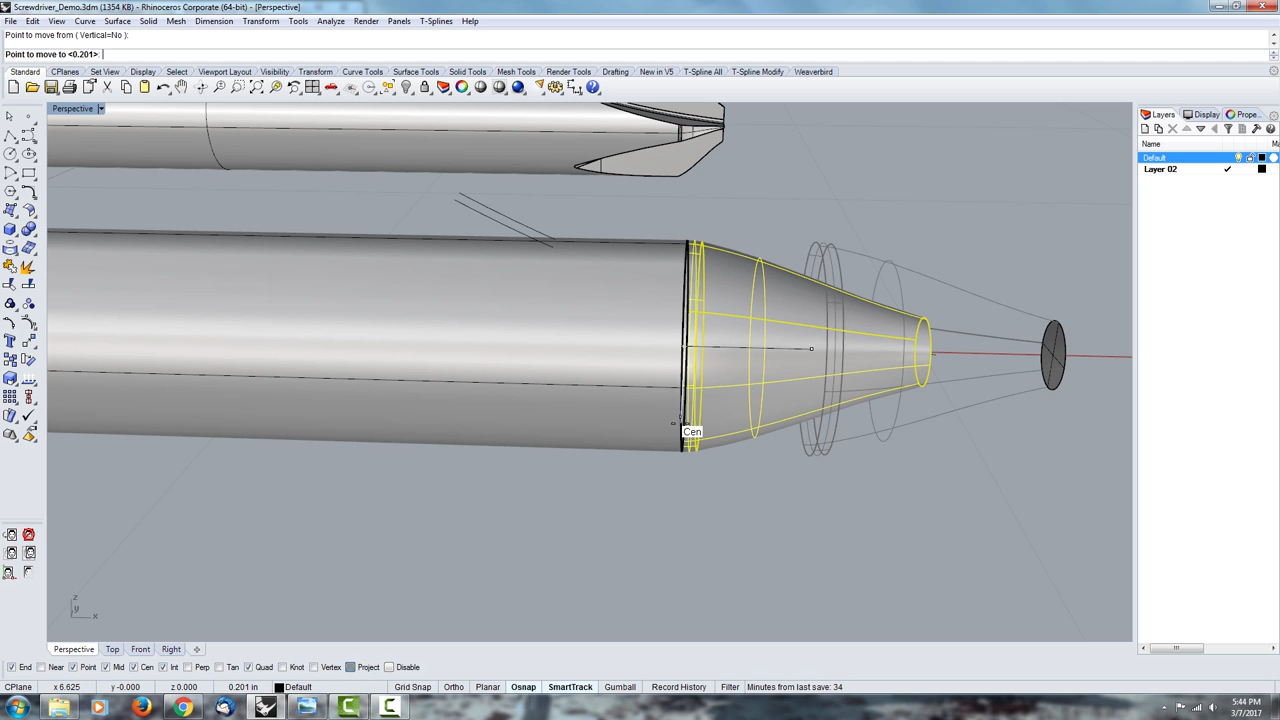 Screwdriver_Demo.3dm (1354 KB) - Rhinoceros Corporate (64-bit) - [Perspective]
File Edit View Curve Surface Solid Mesh Dimension Transform Tools Analyze Render Panels T-Splines Help
Point to move from ( Vertical=No ):
Point to move to <0.201>:
Standard CPlanes Set View Display Select Viewport Layout Visibility Transform Curve Tools Surface Tools Solid Tools Mesh Tools Render Tools Drafting New in V5 T-Spline All T-Spline Modify Weaverbird
Perspective
Layers Display Prope...
Name Ma
Default
Layer 02
Cen
z
y x
Perspective Top Front Right
End Near Point Mid Cen Int Perp Tan Quad Knot Vertex Project Disable
CPlane x 6.625 y -0.000 z 0.000 0.201 in Default Grid Snap Ortho Planar Osnap SmartTrack Gumball Record History Filter Minutes from last save: 34
5:44 PM
3/7/2017